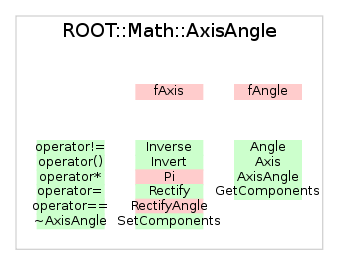 ROOT::Math::AxisAngle
fAxis fAngle
operator!= Inverse Angle
operator() Invert Axis
operator* Pi AxisAngle
operator= Rectify GetComponents
operator== RectifyAngle
~AxisAngle SetComponents